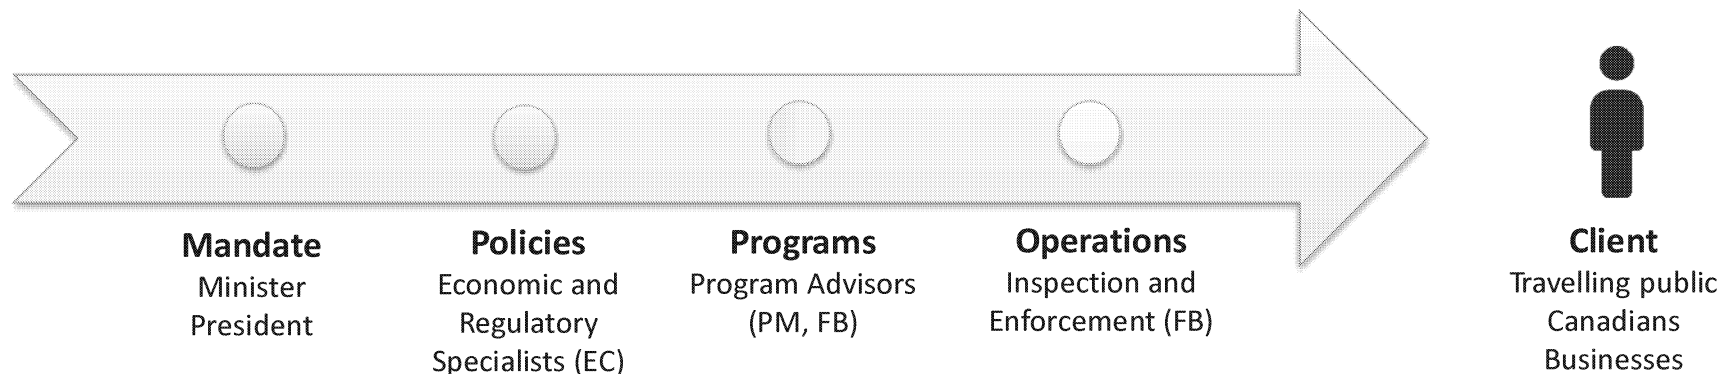 Mandate
Minister
President
Policies
Economic and
Regulatory
Specialists (EC)
Programs
Program Advisors
(PM, FB)
Operations
Inspection and
Enforcement (FB)
Client
Travelling public
Canadians
Businesses